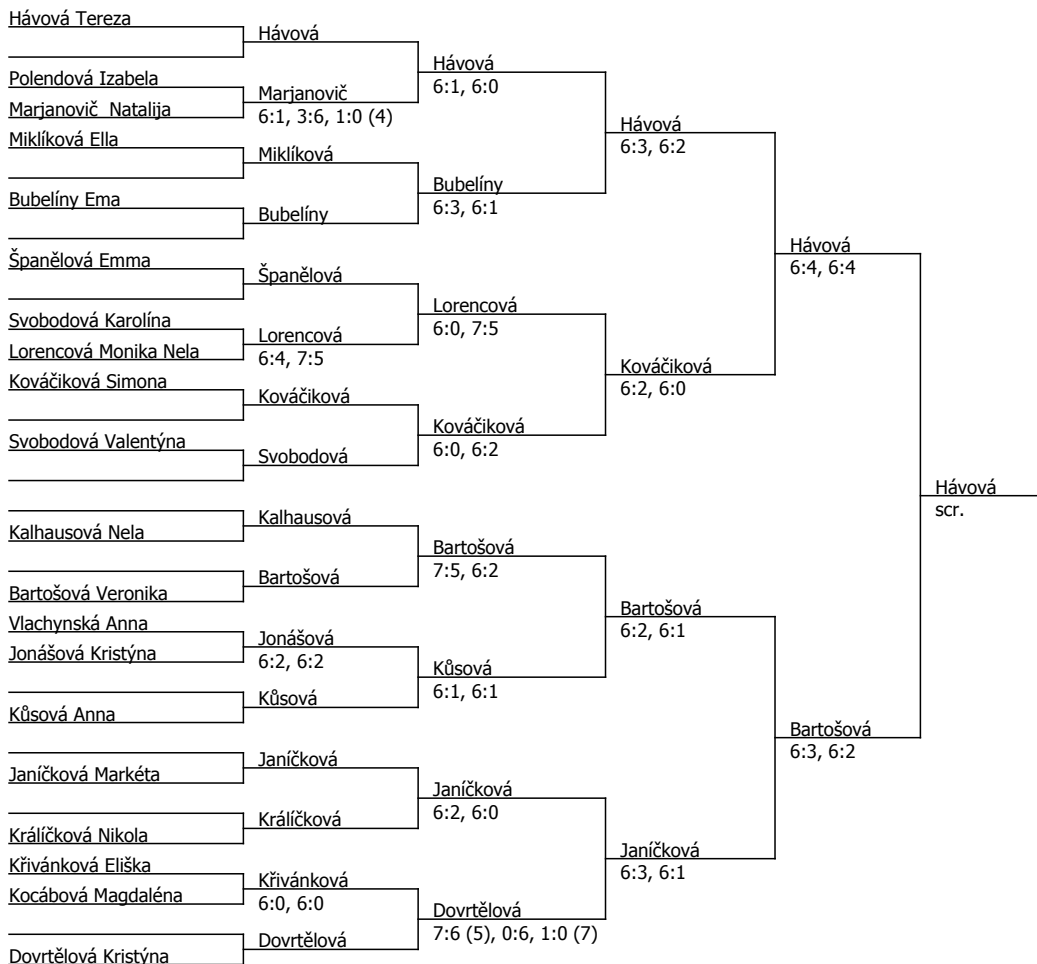 Hávová Tereza
Polendová Izabela
Marjanovič Natalija
Miklíková Ella
Bubelíny Ema
Španělová Emma
Svobodová Karolína
Lorencová Monika Nela
Kováčiková Simona
Svobodová Valentýna
Kalhausová Nela
Bartošová Veronika
Vlachynská Anna
Jonášová Kristýna
Kůsová Anna
Janíčková Markéta
Králíčková Nikola
Křivánková Eliška
Kocábová Magdaléna
Dovrtělová Kristýna
Hávová
Marjanovič
6:1, 3:6, 1:0 (4)
Miklíková
Bubelíny
Španělová
Lorencová
6:4, 7:5
Kováčiková
Svobodová
Kalhausová
Bartošová
Jonášová
6:2, 6:2
Kůsová
Janíčková
Králíčková
Křivánková
6:0, 6:0
Dovrtělová
Hávová
6:1, 6:0
Bubelíny
6:3, 6:1
Lorencová
6:0, 7:5
Kováčiková
6:0, 6:2
Bartošová
7:5, 6:2
Kůsová
6:1, 6:1
Janíčková
6:2, 6:0
Dovrtělová
7:6 (5), 0:6, 1:0 (7)
Hávová
6:3, 6:2
Kováčiková
6:2, 6:0
Bartošová
6:2, 6:1
Janíčková
6:3, 6:1
Hávová
6:4, 6:4
Bartošová
6:3, 6:2
Hávová
scr.